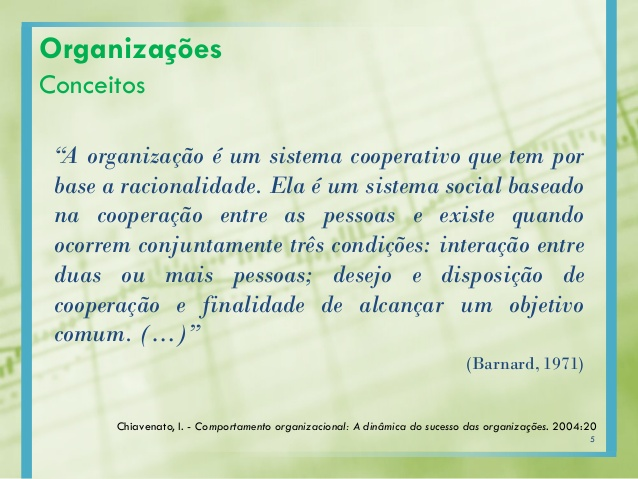 Organizações
Conceitos
“A organização é um sistema cooperativo que tem por
base a racionalidade. Ela é um sistema social baseado
na cooperação entre as pessoas e existe quando
ocorrem conjuntamente três condições: interação entre
duas ou mais pessoas; desejo e disposição de
cooperação e finalidade de alcançar um objetivo
comum. (…)”
(Barnard, 1971)
Chiavenato, I. - Comportamento organizacional: A dinâmica do sucesso das organizações. 2004:20
5